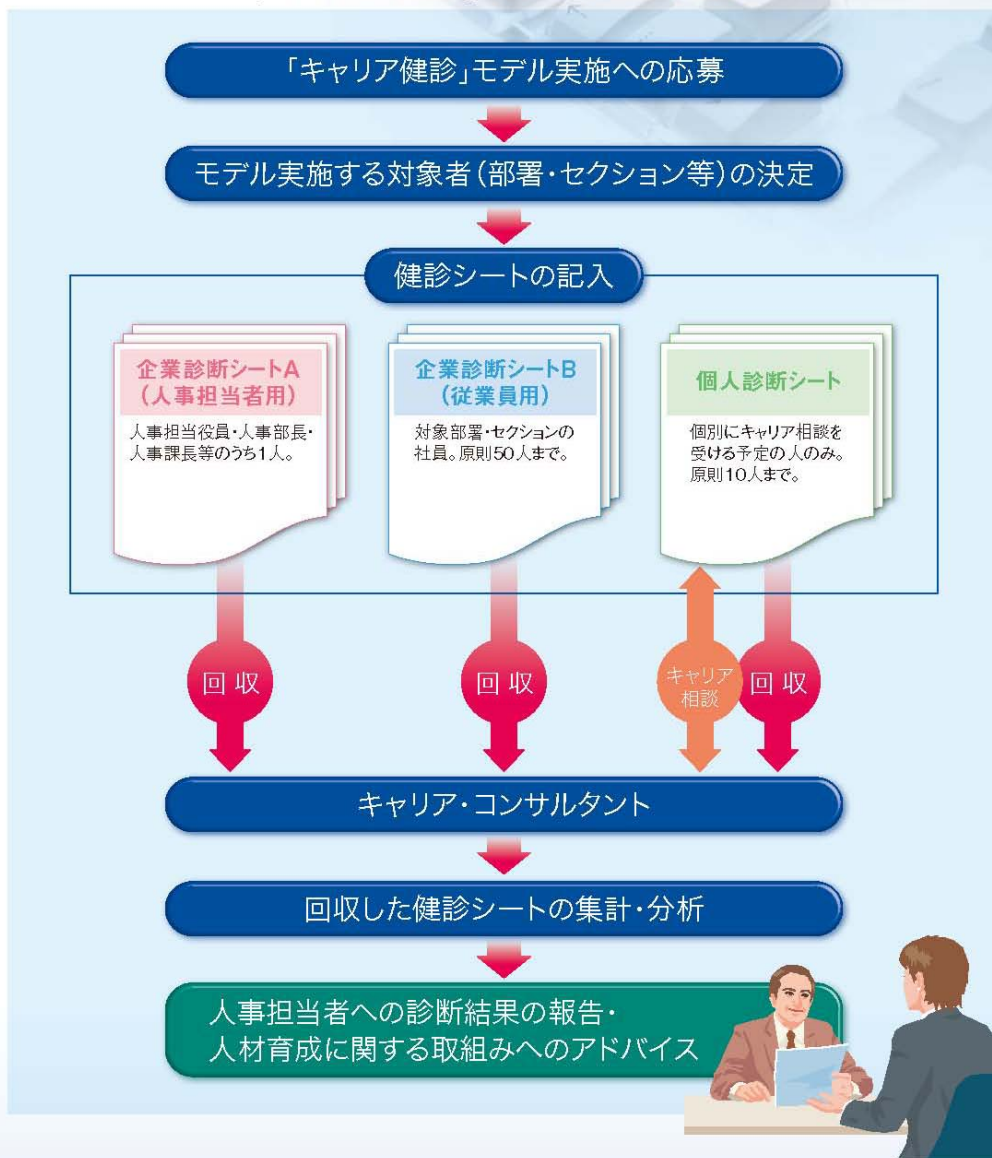 「キャリア健診」モデル実施への応募
モデル実施する対象者(部署・セクション等)の決定
健診シートの記入
企業診断シートA
(人事担当者用)
人事担当役員・人事部長・
人事課長等のうち1人。
企業診断シートB
(従業員用)
対象部署・セクションの
社員。原則50人まで。
個人診断シート
個別にキャリア相談を
受ける予定の人のみ。
原則10人まで。
回収
回収
キャリア
相談
回収
キャリア・コンサルタント
回収した健診シートの集計・分析
人事担当者への診断結果の報告・
人材育成に関する取組みへのアドバイス